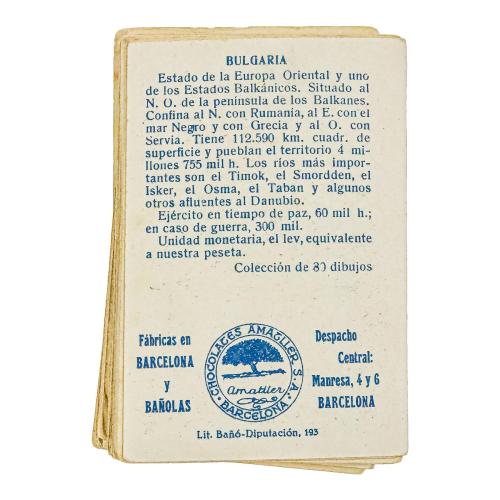 BULGARIA
Estado de la Europa Oriental y uno
de los Estados Balkánicos. Situado al
N. O. de la península de los Balkanes.
Confina al N. con Rumanía, al E. con el
mar Negro y con Grecia y al O. con
Servia. Tiene 112.590 km. cuadr. de
superficie y pueblan el territorio 4 mi-
llones 755 mil h. Los ríos más impor-
tantes son el Timok, el Smordden, el
Isker, el Osma, el Taban y algunos
otros afluentes al Danubio.
Ejército en tiempo de paz, 60 mil h.;
en caso de guerra, 300 mil.
Unidad monetaria, el lev, equivalente
a nuestra peseta.
Colección de 80 dibujos
Fábricas en
BARCELONA
y
BAÑOLAS
CHOCOLATES AMATLLER S.A.
Amatller
BARCELONA
Despacho
Central:
Manresa, 4 y 6
BARCELONA
Lit. Bañó-Diputación, 193